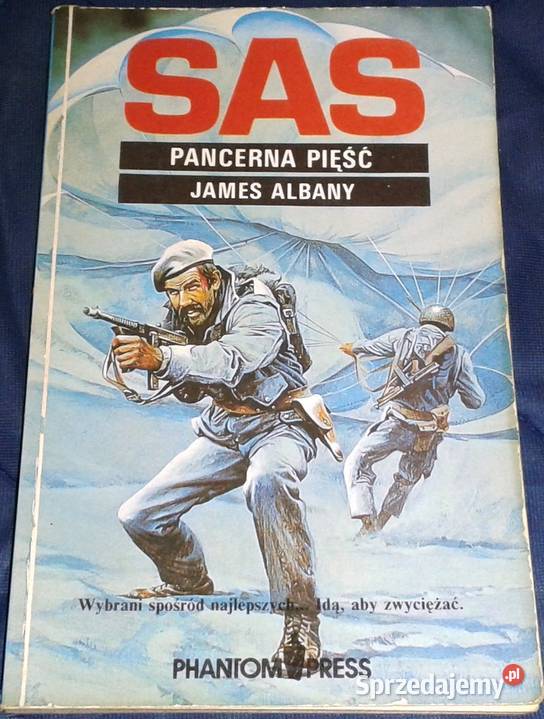 SAS
PANCERNA PIĘŚĆ
JAMES ALBANY
Wybrani spośród najlepszych... Idą, aby zwyciężać.
PHANTOM PRESS
Sprzedajemy.pl